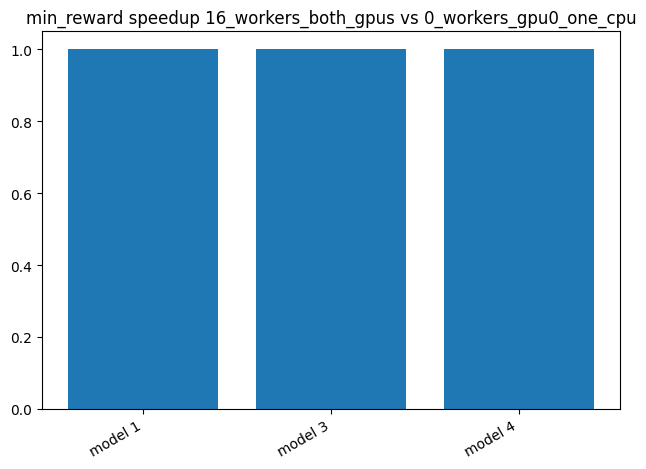 min_reward speedup 16_workers_both_gpus vs 0_workers_gpu0_one_cpu
1.0
0.8
0.6
0.4
0.2
0.0
model 1
model 3
model 4